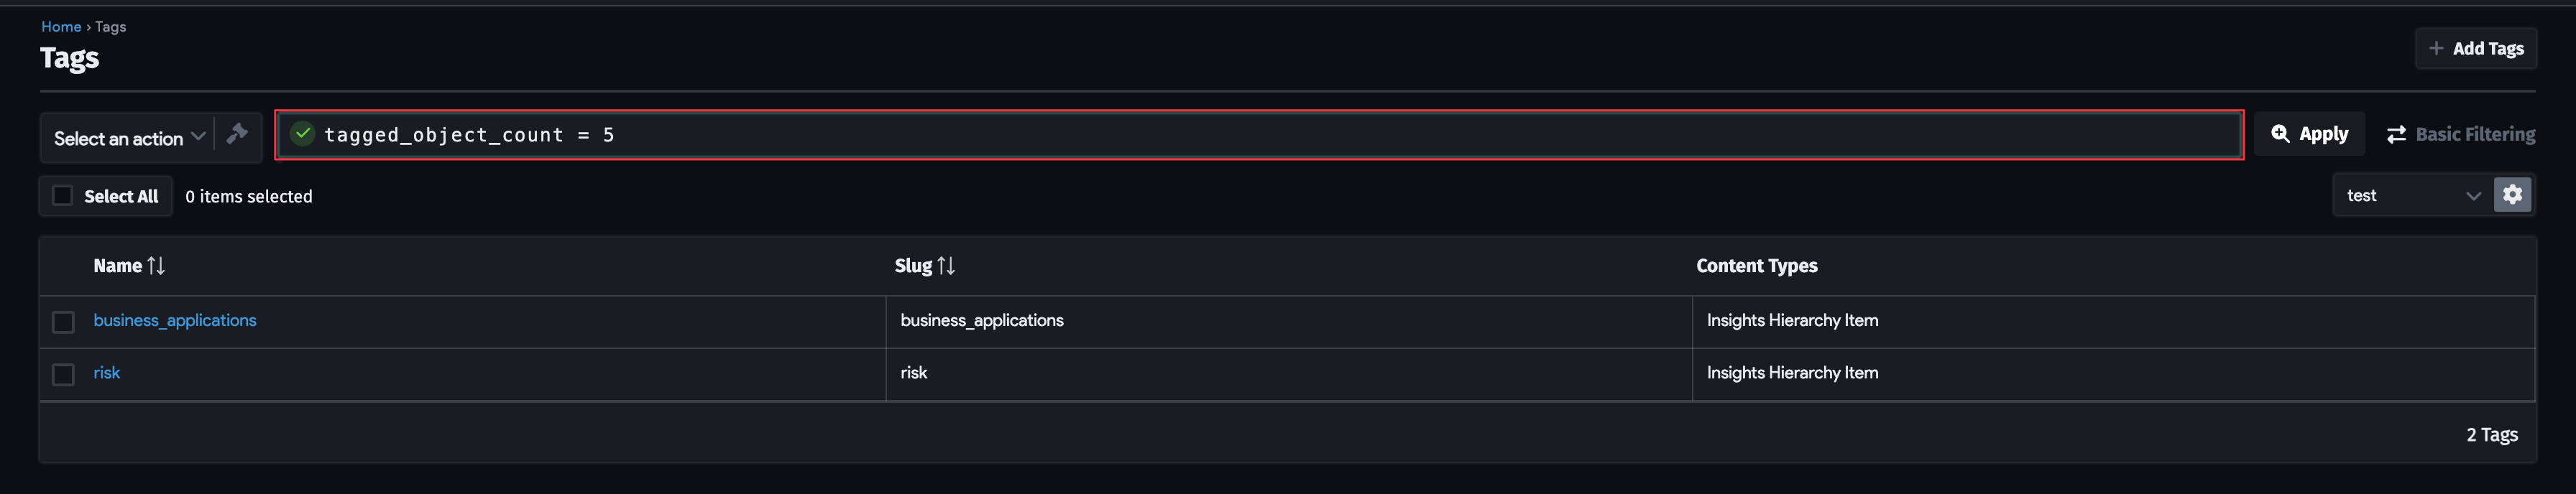 Home › Tags
Tags
+ Add Tags
Select an action
tagged_object_count = 5
Apply
Basic Filtering
Select All
0 items selected
test
Name Slug Content Types
business_applications business_applications Insights Hierarchy Item
risk risk Insights Hierarchy Item
2 Tags